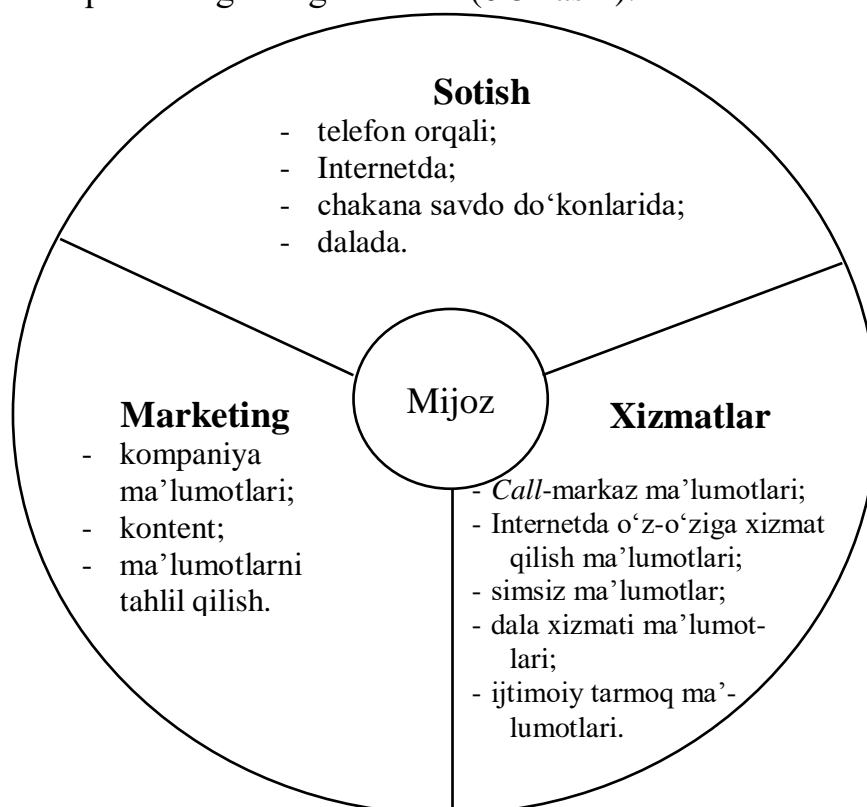 Sotish
- telefon orqali;
- Internetda;
- chakana savdo do‘konlarida;
- dalada.
Mijoz
Marketing
- kompaniya
ma’lumotlari;
- kontent;
- ma’lumotlarni
tahlil qilish.
Xizmatlar
- Call-markaz ma’lumotlari;
- Internetda o‘z-o‘ziga xizmat
qilish ma’lumotlari;
- simsiz ma’lumotlar;
- dala xizmati ma’lumot-
lari;
- ijtimoiy tarmoq ma’-
lumotlari.